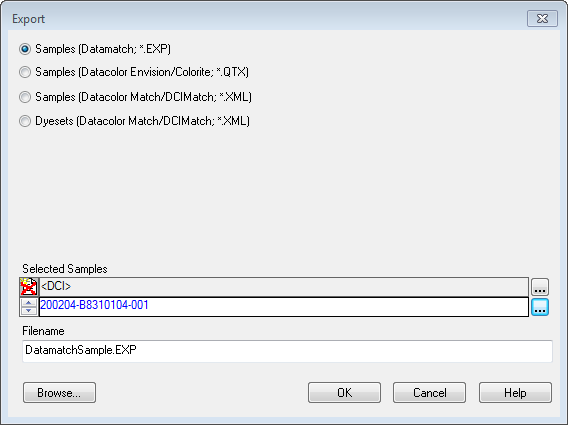 Export
Samples (Datamatch; *.EXP)
Samples (Datacolor Envision/Colorite; *.QTX)
Samples (Datacolor Match/DCIMatch; *.XML)
Dyesets (Datacolor Match/DCIMatch; *.XML)
Selected Samples
<DCI>
...
200204-B8310104-001
...
Filename
DatamatchSample.EXP
Browse... OK Cancel Help